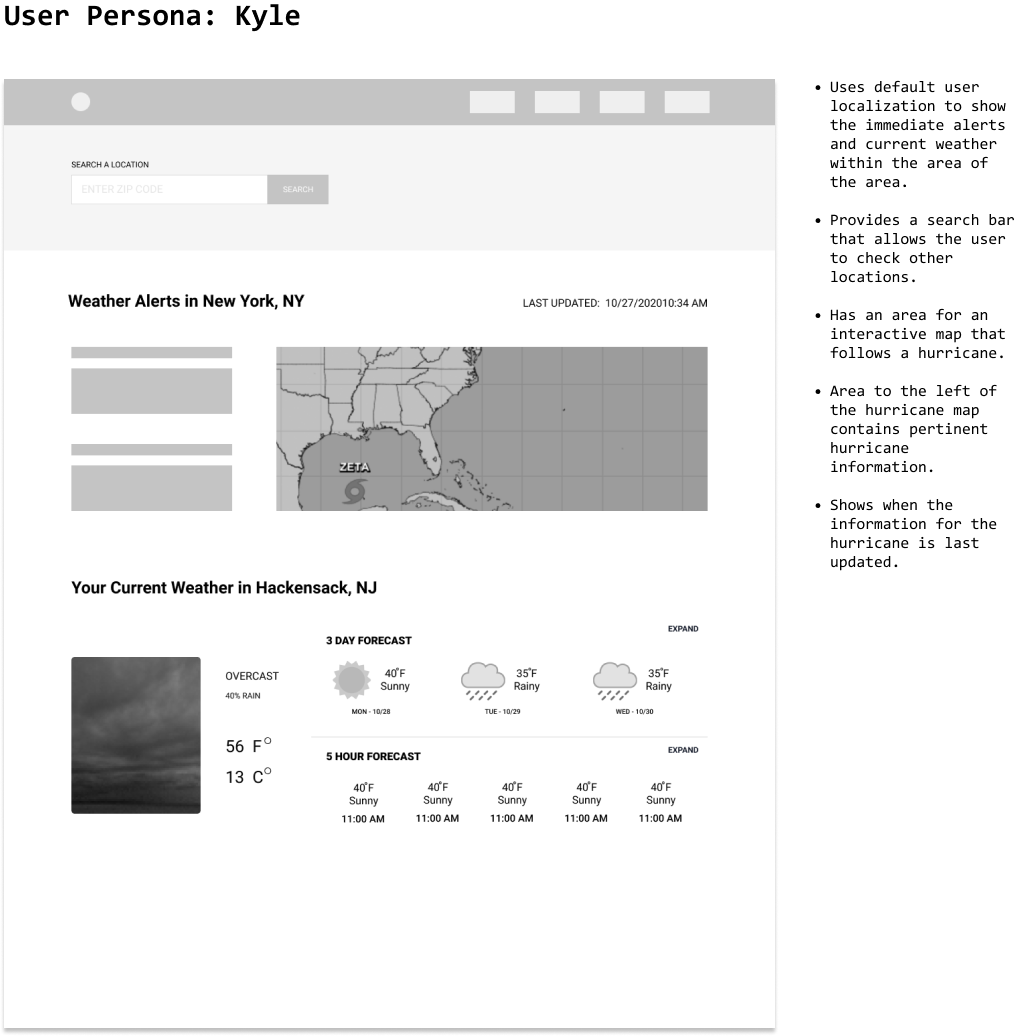 User Persona: Kyle
SEARCH A LOCATION
ENTER ZIP CODE
SEARCH
Weather Alerts in New York, NY
LAST UPDATED: 10/27/202010:34 AM
ZETA
Your Current Weather in Hackensack, NJ
OVERCAST
40% RAIN
56 F°
13 C°
3 DAY FORECAST
EXPAND
40°F
Sunny
MON - 10/28
35°F
Rainy
TUE - 10/29
35°F
Rainy
WED - 10/30
5 HOUR FORECAST
EXPAND
40°F 40°F 40°F 40°F 40°F
Sunny Sunny Sunny Sunny Sunny
11:00 AM 11:00 AM 11:00 AM 11:00 AM 11:00 AM
• Uses default user
localization to show
the immediate alerts
and current weather
within the area of
the area.
• Provides a search bar
that allows the user
to check other
locations.
• Has an area for an
interactive map that
follows a hurricane.
• Area to the left of
the hurricane map
contains pertinent
hurricane
information.
• Shows when the
information for the
hurricane is last
updated.